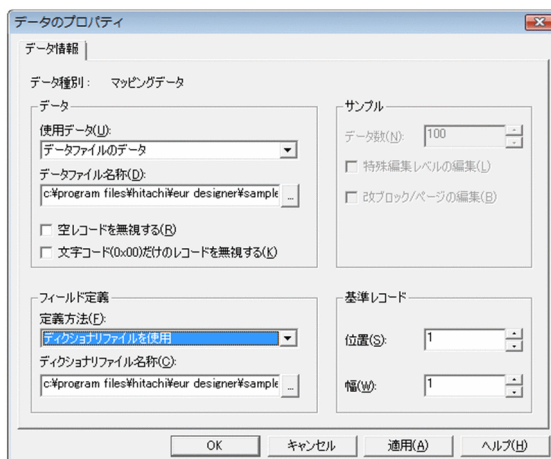 データのプロパティ
データ情報
データ種別： マッピングデータ
データ
使用データ(U):
データファイルのデータ
データファイル名称(D):
c:¥program files¥hitachi¥eur designer¥sample
...
空レコードを無視する(R)
文字コード(0x00)だけのレコードを無視する(K)
サンプル
データ数(N): 100
特殊編集レベルの編集(L)
改ブロック/ページの編集(B)
フィールド定義
定義方法(F):
ディクショナリファイルを使用
ディクショナリファイル名称(C):
c:¥program files¥hitachi¥eur designer¥sample
...
基準レコード
位置(S): 1
幅(W): 1
OK キャンセル 適用(A) ヘルプ(H)